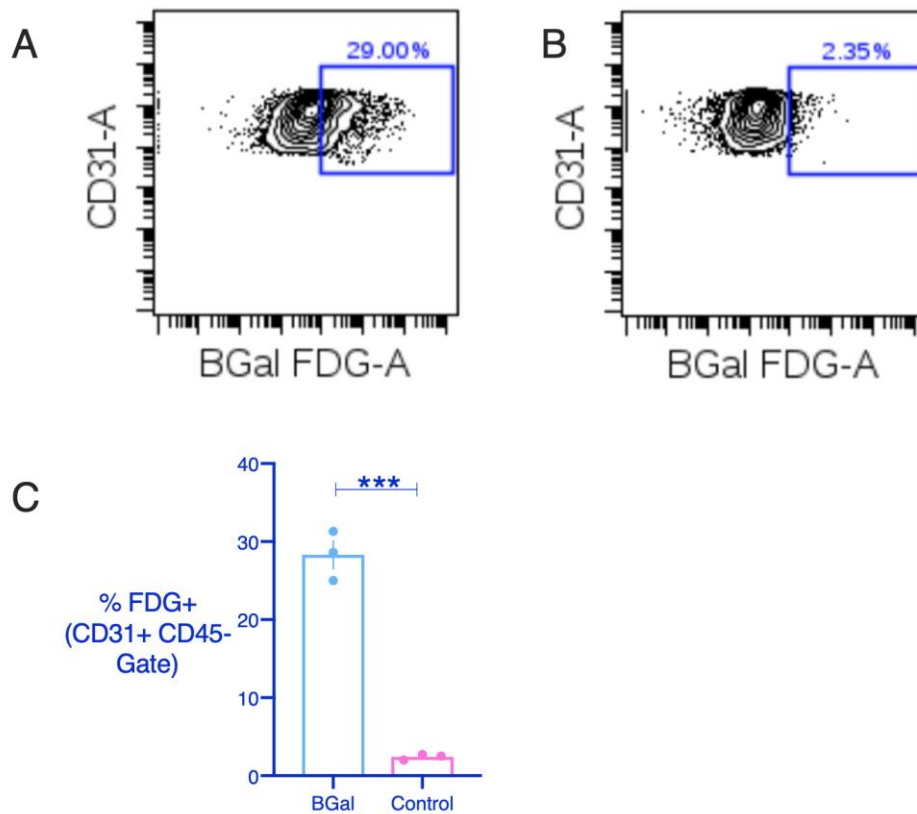 A
29.00%
CD31-A
BGal FDG-A
B
2.35%
CD31-A
BGal FDG-A
C
40
30
20
10
0
***
% FDG+
(CD31+ CD45-
Gate)
BGal
Control